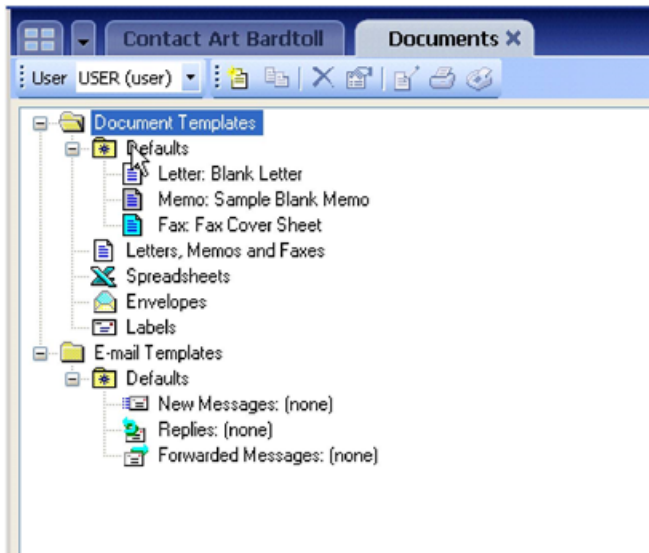 Contact Art Bardtoll Documents
User USER (user)
Document Templates
Defaults
Letter: Blank Letter
Memo: Sample Blank Memo
Fax: Fax Cover Sheet
Letters, Memos and Faxes
Spreadsheets
Envelopes
Labels
E-mail Templates
Defaults
New Messages: (none)
Replies: (none)
Forwarded Messages: (none)